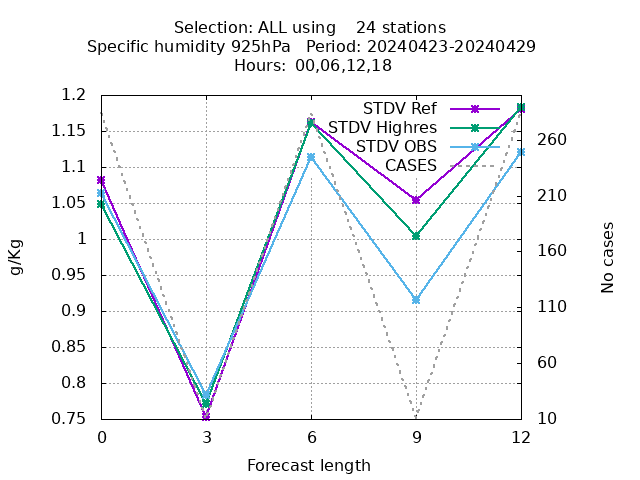 Selection: ALL using    24 stations
Specific humidity 925hPa   Period: 20240423-20240429
Hours:  00,06,12,18
STDV Ref
STDV Highres
STDV OBS
CASES
1.2
1.15
1.1
1.05
1
0.95
0.9
0.85
0.8
0.75
g/Kg
260
210
160
110
60
10
No cases
0
3
6
9
12
Forecast length